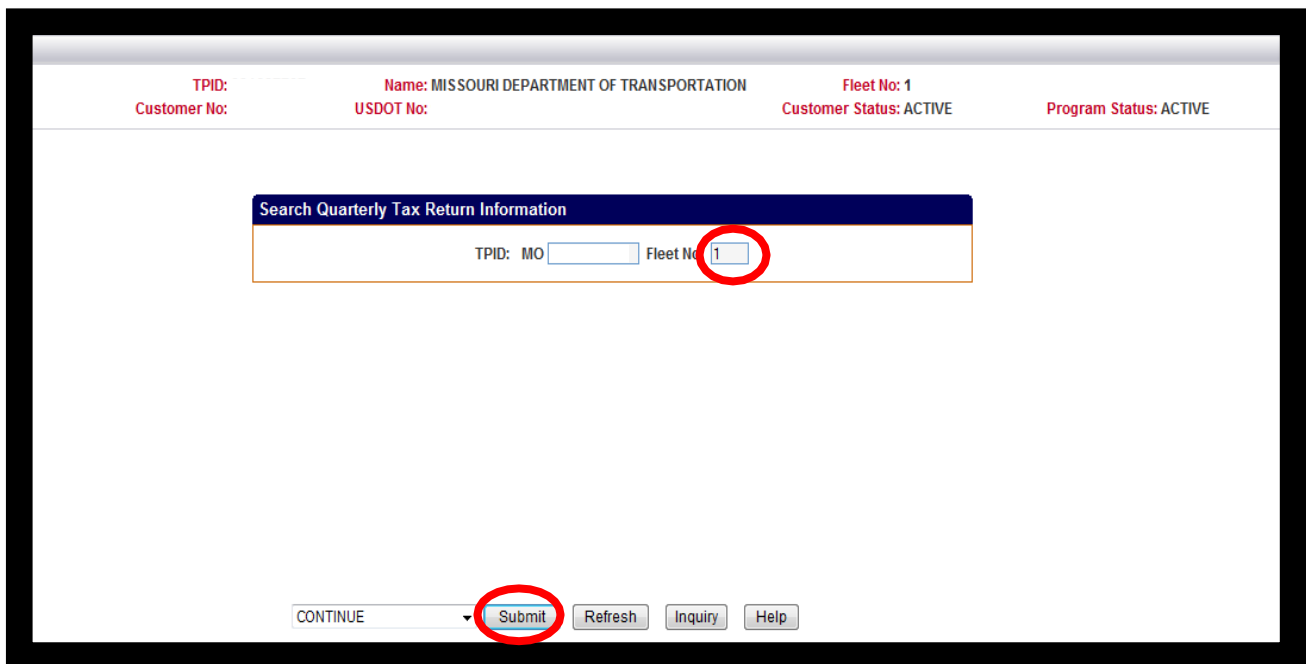 TPID: Name: MISSOURI DEPARTMENT OF TRANSPORTATION Fleet No: 1
Customer No: USDOT No: Customer Status: ACTIVE Program Status: ACTIVE
Search Quarterly Tax Return Information
TPID: MO Fleet No 1
CONTINUE Submit Refresh Inquiry Help